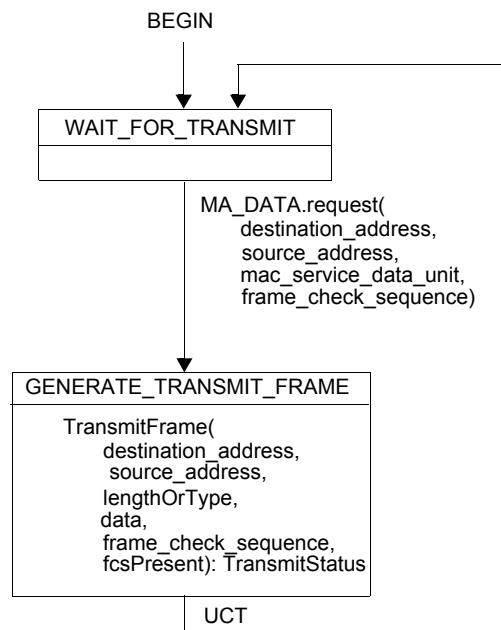 BEGIN
WAIT_FOR_TRANSMIT
MA_DATA.request(
destination_address,
source_address,
mac_service_data_unit,
frame_check_sequence)
GENERATE_TRANSMIT_FRAME
TransmitFrame(
destination_address,
source_address,
lengthOrType,
data,
frame_check_sequence,
fcsPresent): TransmitStatus
UCT